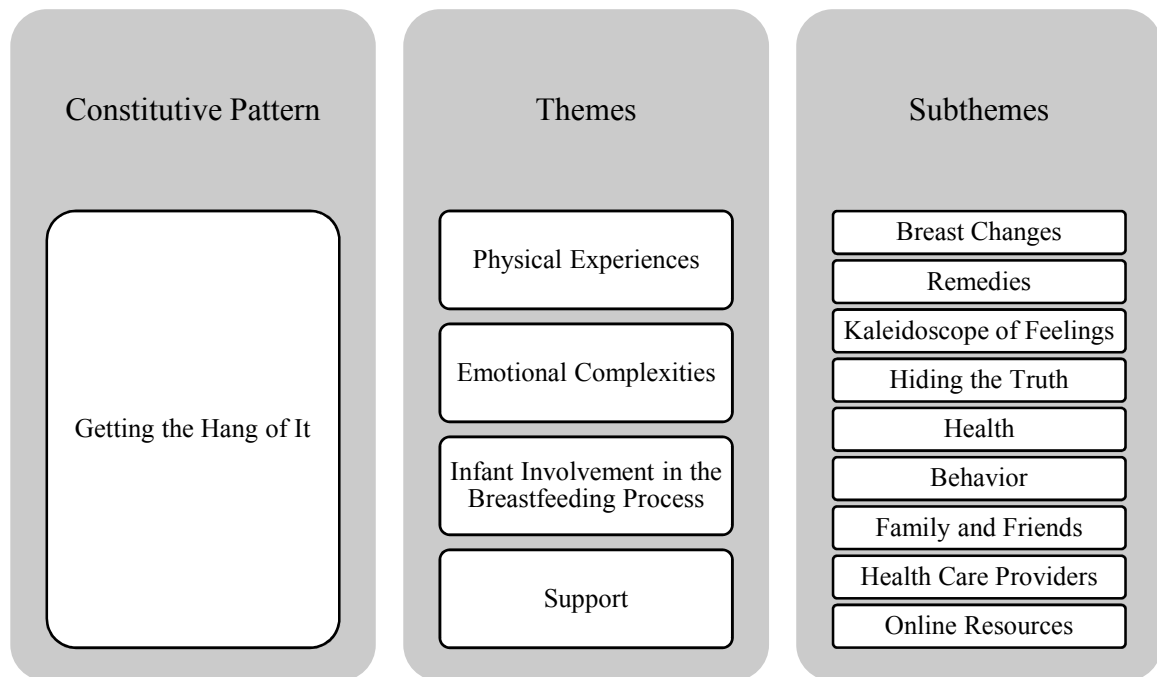 Constitutive Pattern
Getting the Hang of It
Themes
Physical Experiences
Emotional Complexities
Infant Involvement in the
Breastfeeding Process
Support
Subthemes
Breast Changes
Remedies
Kaleidoscope of Feelings
Hiding the Truth
Health
Behavior
Family and Friends
Health Care Providers
Online Resources